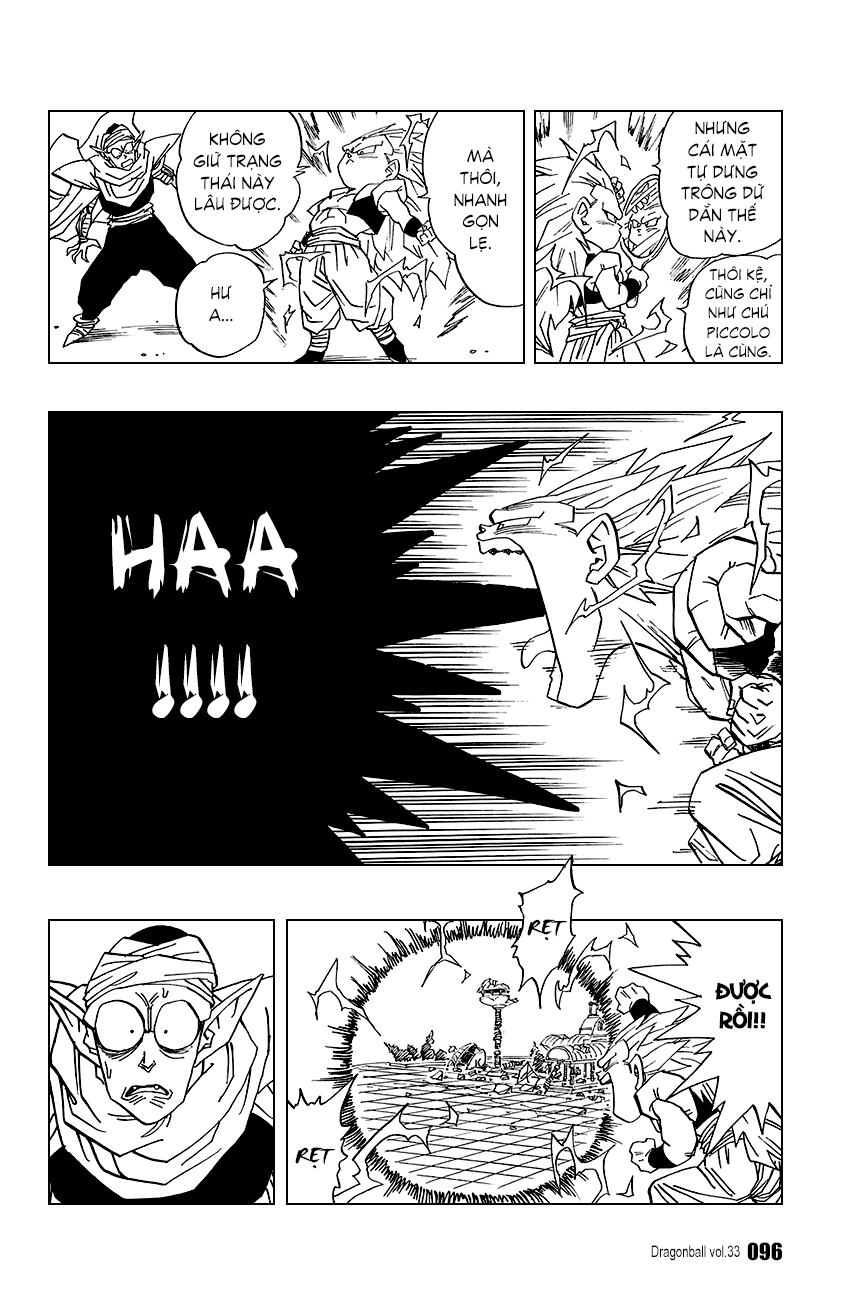 NHƯNG
CÁI MẶT
TỰ DƯNG
TRÔNG DỮ
DẰN THẾ
NÀY.
THÔI KỆ,
CŨNG CHỈ
NHƯ CHÚ
PICCOLO
LÀ CÙNG.
MÀ
THÔI,
NHANH
GỌN
LẸ.
KHÔNG
GIỮ TRẠNG
THÁI NÀY
LÂU ĐƯỢC.
HƯ
A...
HAA
!!!!
RẸT
ĐƯỢC
RỒI!!
RẸT
Dragonball vol.33 096